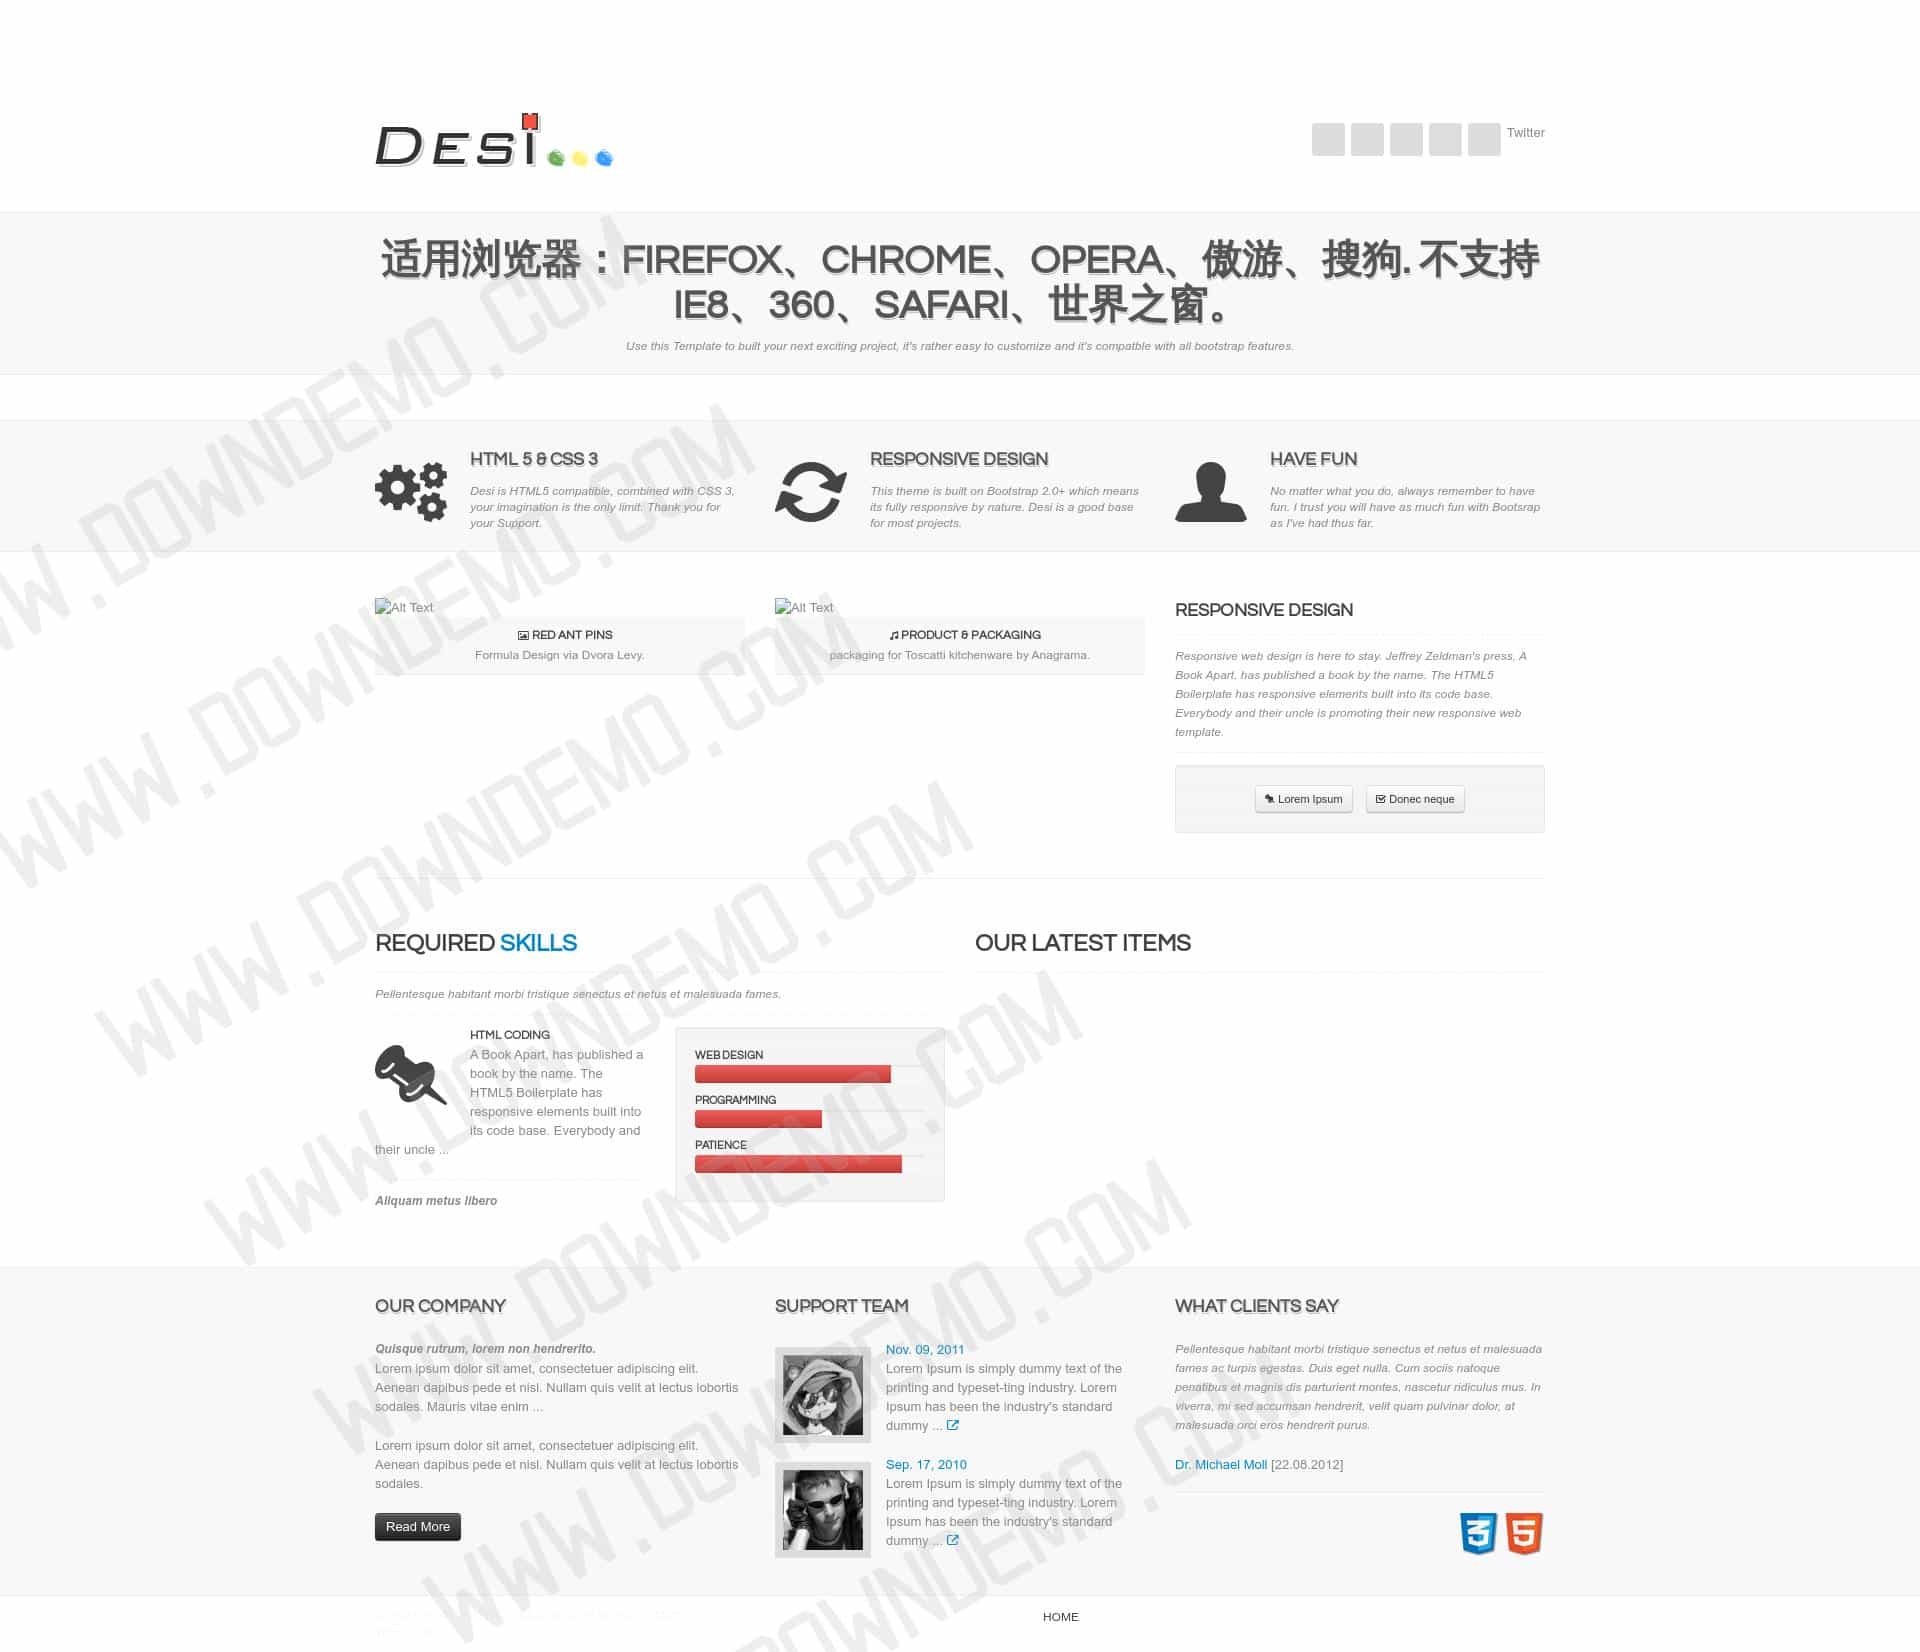 Desi
Twitter
适用浏览器：FIREFOX、CHROME、OPERA、傲游、搜狗. 不支持
IE8、360、SAFARI、世界之窗。
Use this Template to built your next exciting project, it's rather easy to customize and it's compatble with all bootstrap features.
HTML 5 & CSS 3
Desi is HTML5 compatible, combined with CSS 3,
your imagination is the only limit. Thank you for
your Support.
RESPONSIVE DESIGN
This theme is built on Bootstrap 2.0+ which means
its fully responsive by nature. Desi is a good base
for most projects.
HAVE FUN
No matter what you do, always remember to have
fun. I trust you will have as much fun with Bootsrap
as I've had thus far.
Alt Text
RED ANT PINS
Formula Design via Dvora Levy.
Alt Text
PRODUCT & PACKAGING
packaging for Toscatti kitchenware by Anagrama.
RESPONSIVE DESIGN
Responsive web design is here to stay. Jeffrey Zeldman's press, A
Book Apart, has published a book by the name. The HTML5
Boilerplate has responsive elements built into its code base.
Everybody and their uncle is promoting their new responsive web
template.
Lorem Ipsum
Donec neque
REQUIRED SKILLS
Pellentesque habitant morbi tristique senectus et netus et malesuada fames.
HTML CODING
A Book Apart, has published a
book by the name. The
HTML5 Boilerplate has
responsive elements built into
its code base. Everybody and
their uncle ...
Aliquam metus libero
WEB DESIGN
PROGRAMMING
PATIENCE
OUR LATEST ITEMS
OUR COMPANY
Quisque rutrum, lorem non hendrerito.
Lorem ipsum dolor sit amet, consectetuer adipiscing elit.
Aenean dapibus pede et nisl. Nullam quis velit at lectus lobortis
sodales. Mauris vitae enim ...
Lorem ipsum dolor sit amet, consectetuer adipiscing elit.
Aenean dapibus pede et nisl. Nullam quis velit at lectus lobortis
sodales.
Read More
SUPPORT TEAM
Nov. 09, 2011
Lorem Ipsum is simply dummy text of the
printing and typeset-ting industry. Lorem
Ipsum has been the industry's standard
dummy ...
Sep. 17, 2010
Lorem Ipsum is simply dummy text of the
printing and typeset-ting industry. Lorem
Ipsum has been the industry's standard
dummy ...
WHAT CLIENTS SAY
Pellentesque habitant morbi tristique senectus et netus et malesuada
fames ac turpis egestas. Duis eget nulla. Cum sociis natoque
penatibus et magnis dis parturient montes, nascetur ridiculus mus. In
viverra, mi sed accumsan hendrerit, velit quam pulvinar dolor, at
malesuada orci eros hendrerit purus.
Dr. Michael Moll [22.08.2012]
3 5
HOME
WWW.DOWNDEMO.COM
WWW.DOWNDEMO.COM
WWW.DOWNDEMO.COM
WWW.DOWNDEMO.COM
WWW.DOWNDEMO.COM
WWW.DOWNDEMO.COM
DOWNDEMO.COM